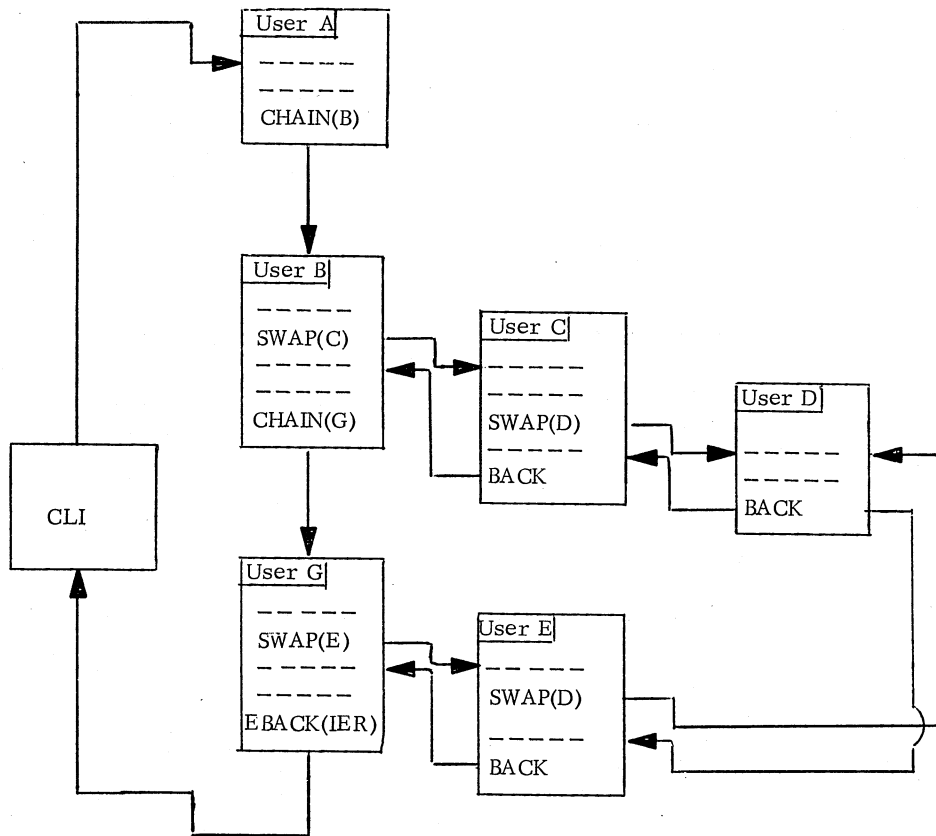 User A
CHAIN(B)
User B
SWAP(C)
CHAIN(G)
User C
SWAP(D)
BACK
User D
BACK
CLI
User G
SWAP(E)
EBACK(IER)
User E
SWAP(D)
BACK